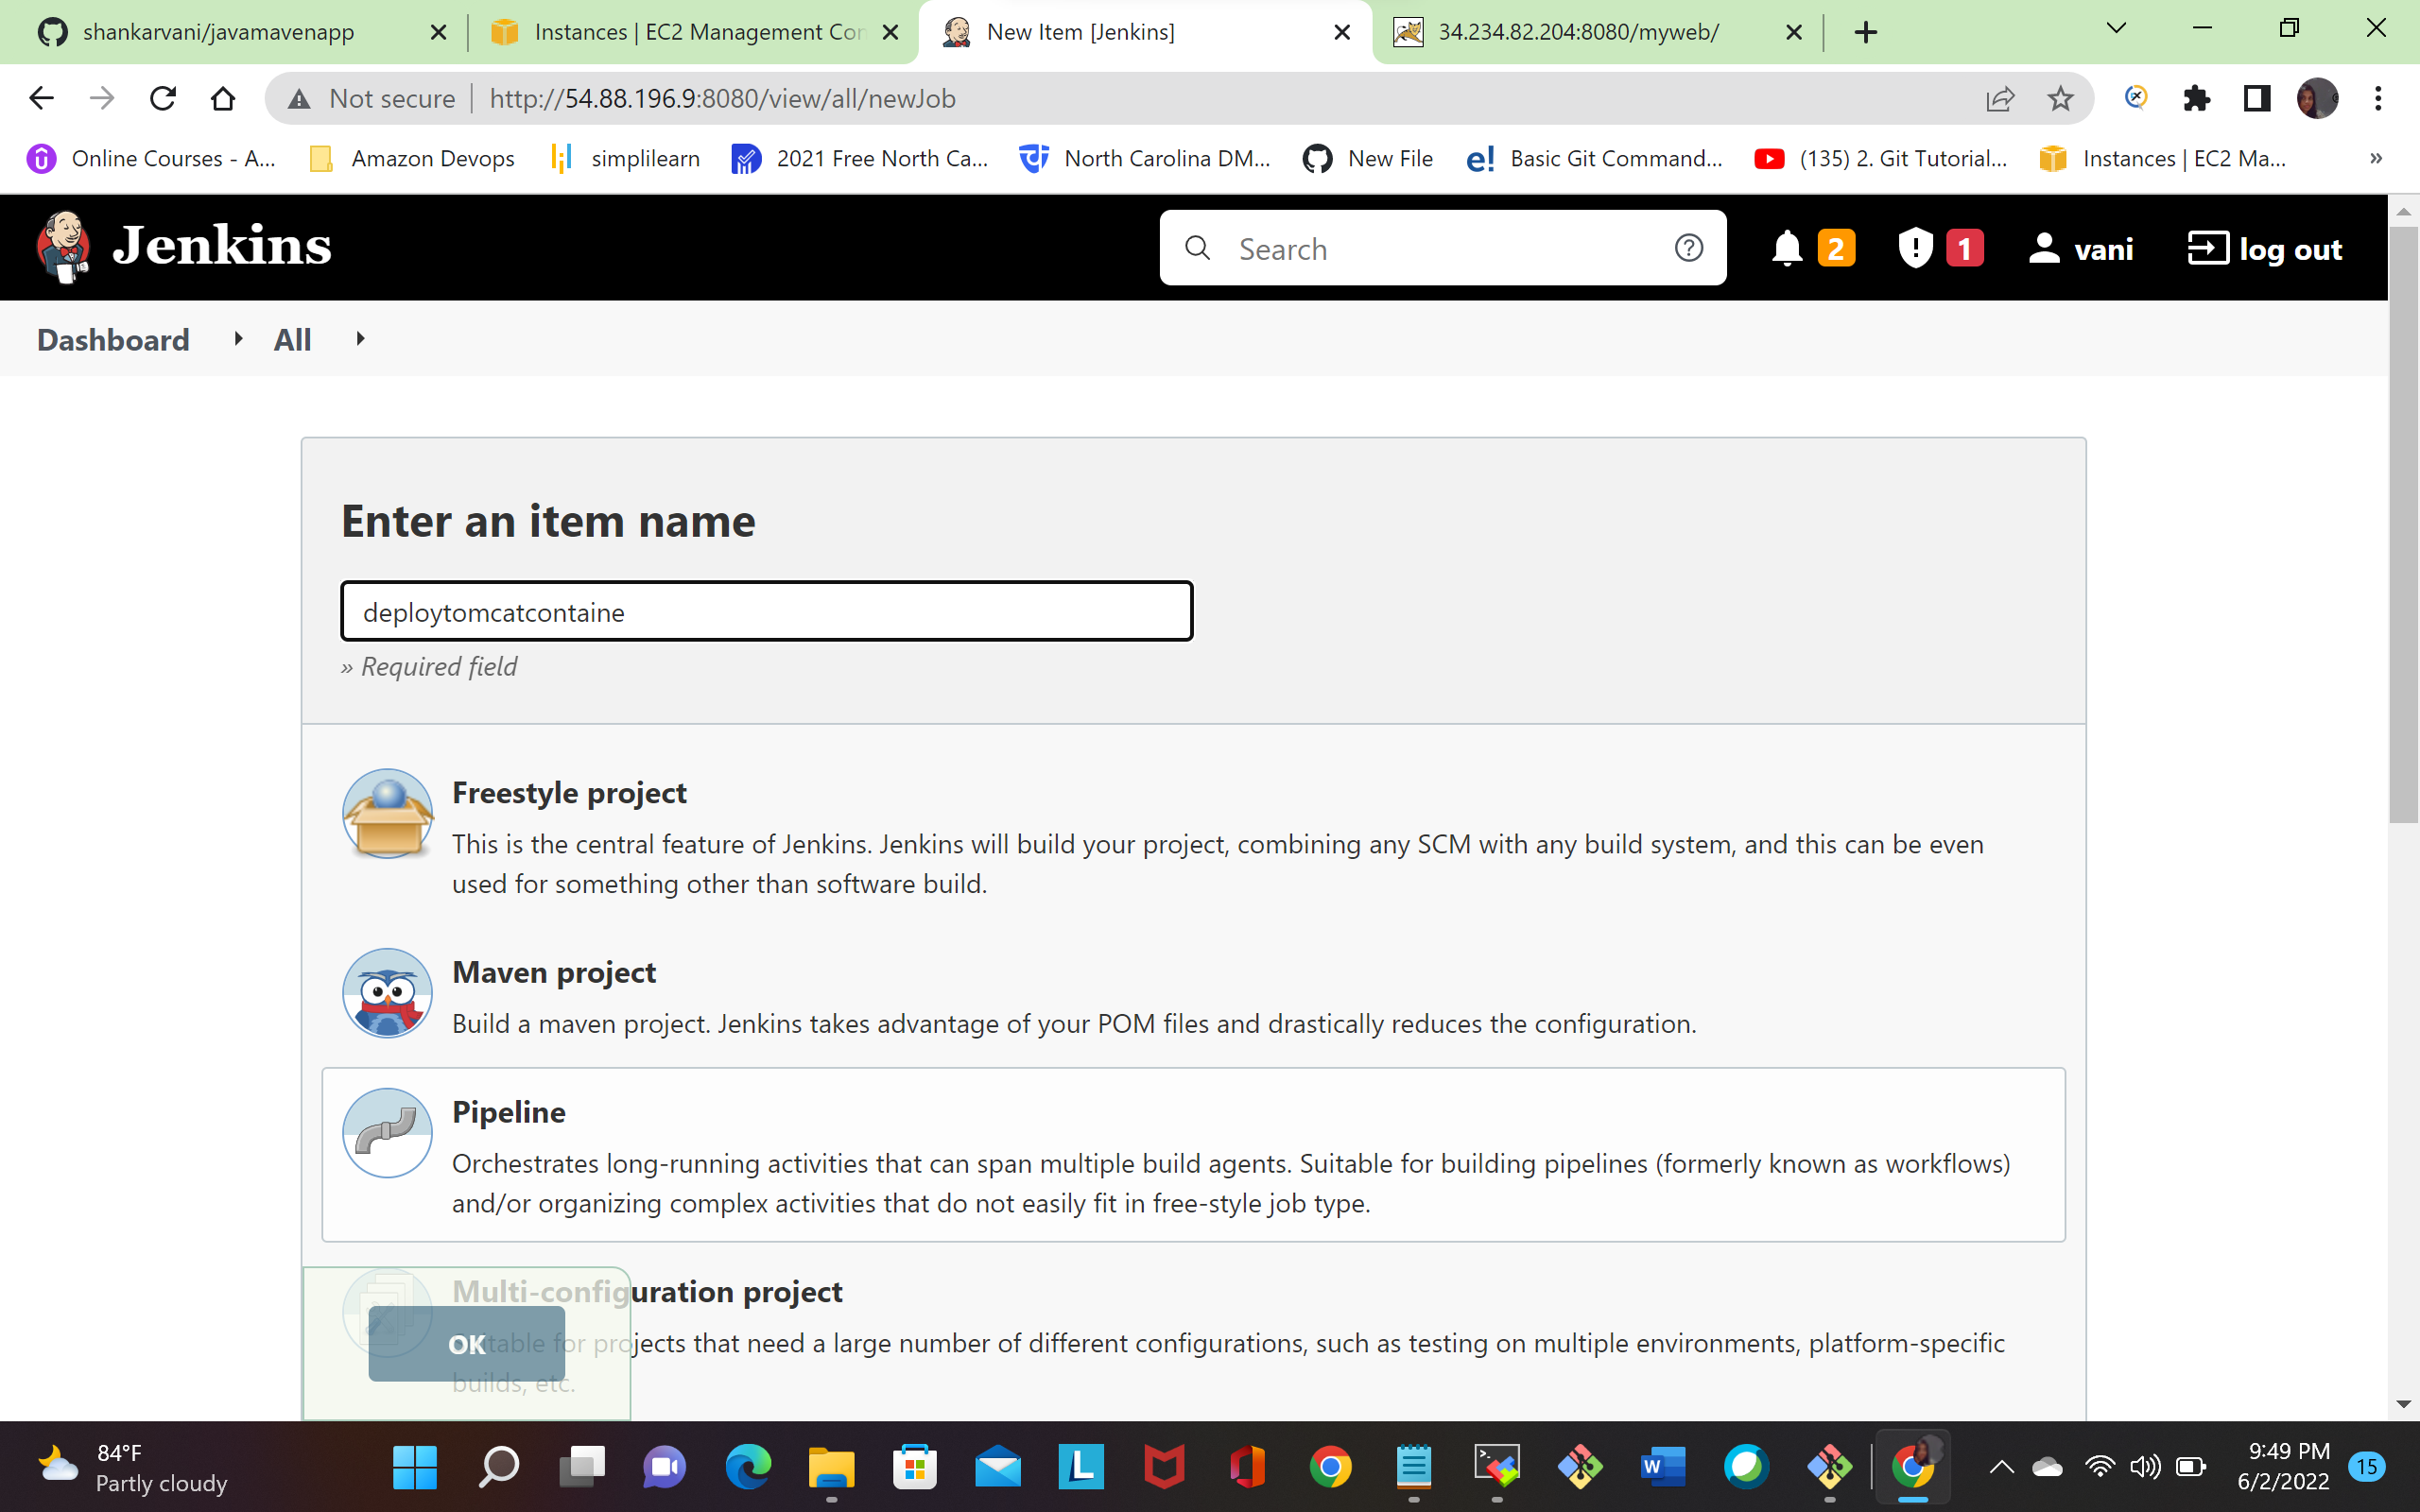 shankarvani/javamavenapp
Instances | EC2 Management Con
New Item [Jenkins]
34.234.82.204:8080/myweb/
Not secure
http://54.88.196.9:8080/view/all/newJob
Online Courses - A...
Amazon Devops
simplilearn
2021 Free North Ca...
North Carolina DM...
New File
e!
Basic Git Command...
(135) 2. Git Tutorial...
Instances | EC2 Ma...
»
Jenkins
Search
2
1
vani
log out
Dashboard
All
Enter an item name
deploytomcatcontaine
» Required field
Freestyle project
This is the central feature of Jenkins. Jenkins will build your project, combining any SCM with any build system, and this can be even
used for something other than software build.
Maven project
Build a maven project. Jenkins takes advantage of your POM files and drastically reduces the configuration.
Pipeline
Orchestrates long-running activities that can span multiple build agents. Suitable for building pipelines (formerly known as workflows)
and/or organizing complex activities that do not easily fit in free-style job type.
Multi-configuration project
Suitable for projects that need a large number of different configurations, such as testing on multiple environments, platform-specific
builds, etc.
OK
84°F
Partly cloudy
L
W
9:49 PM
6/2/2022
15